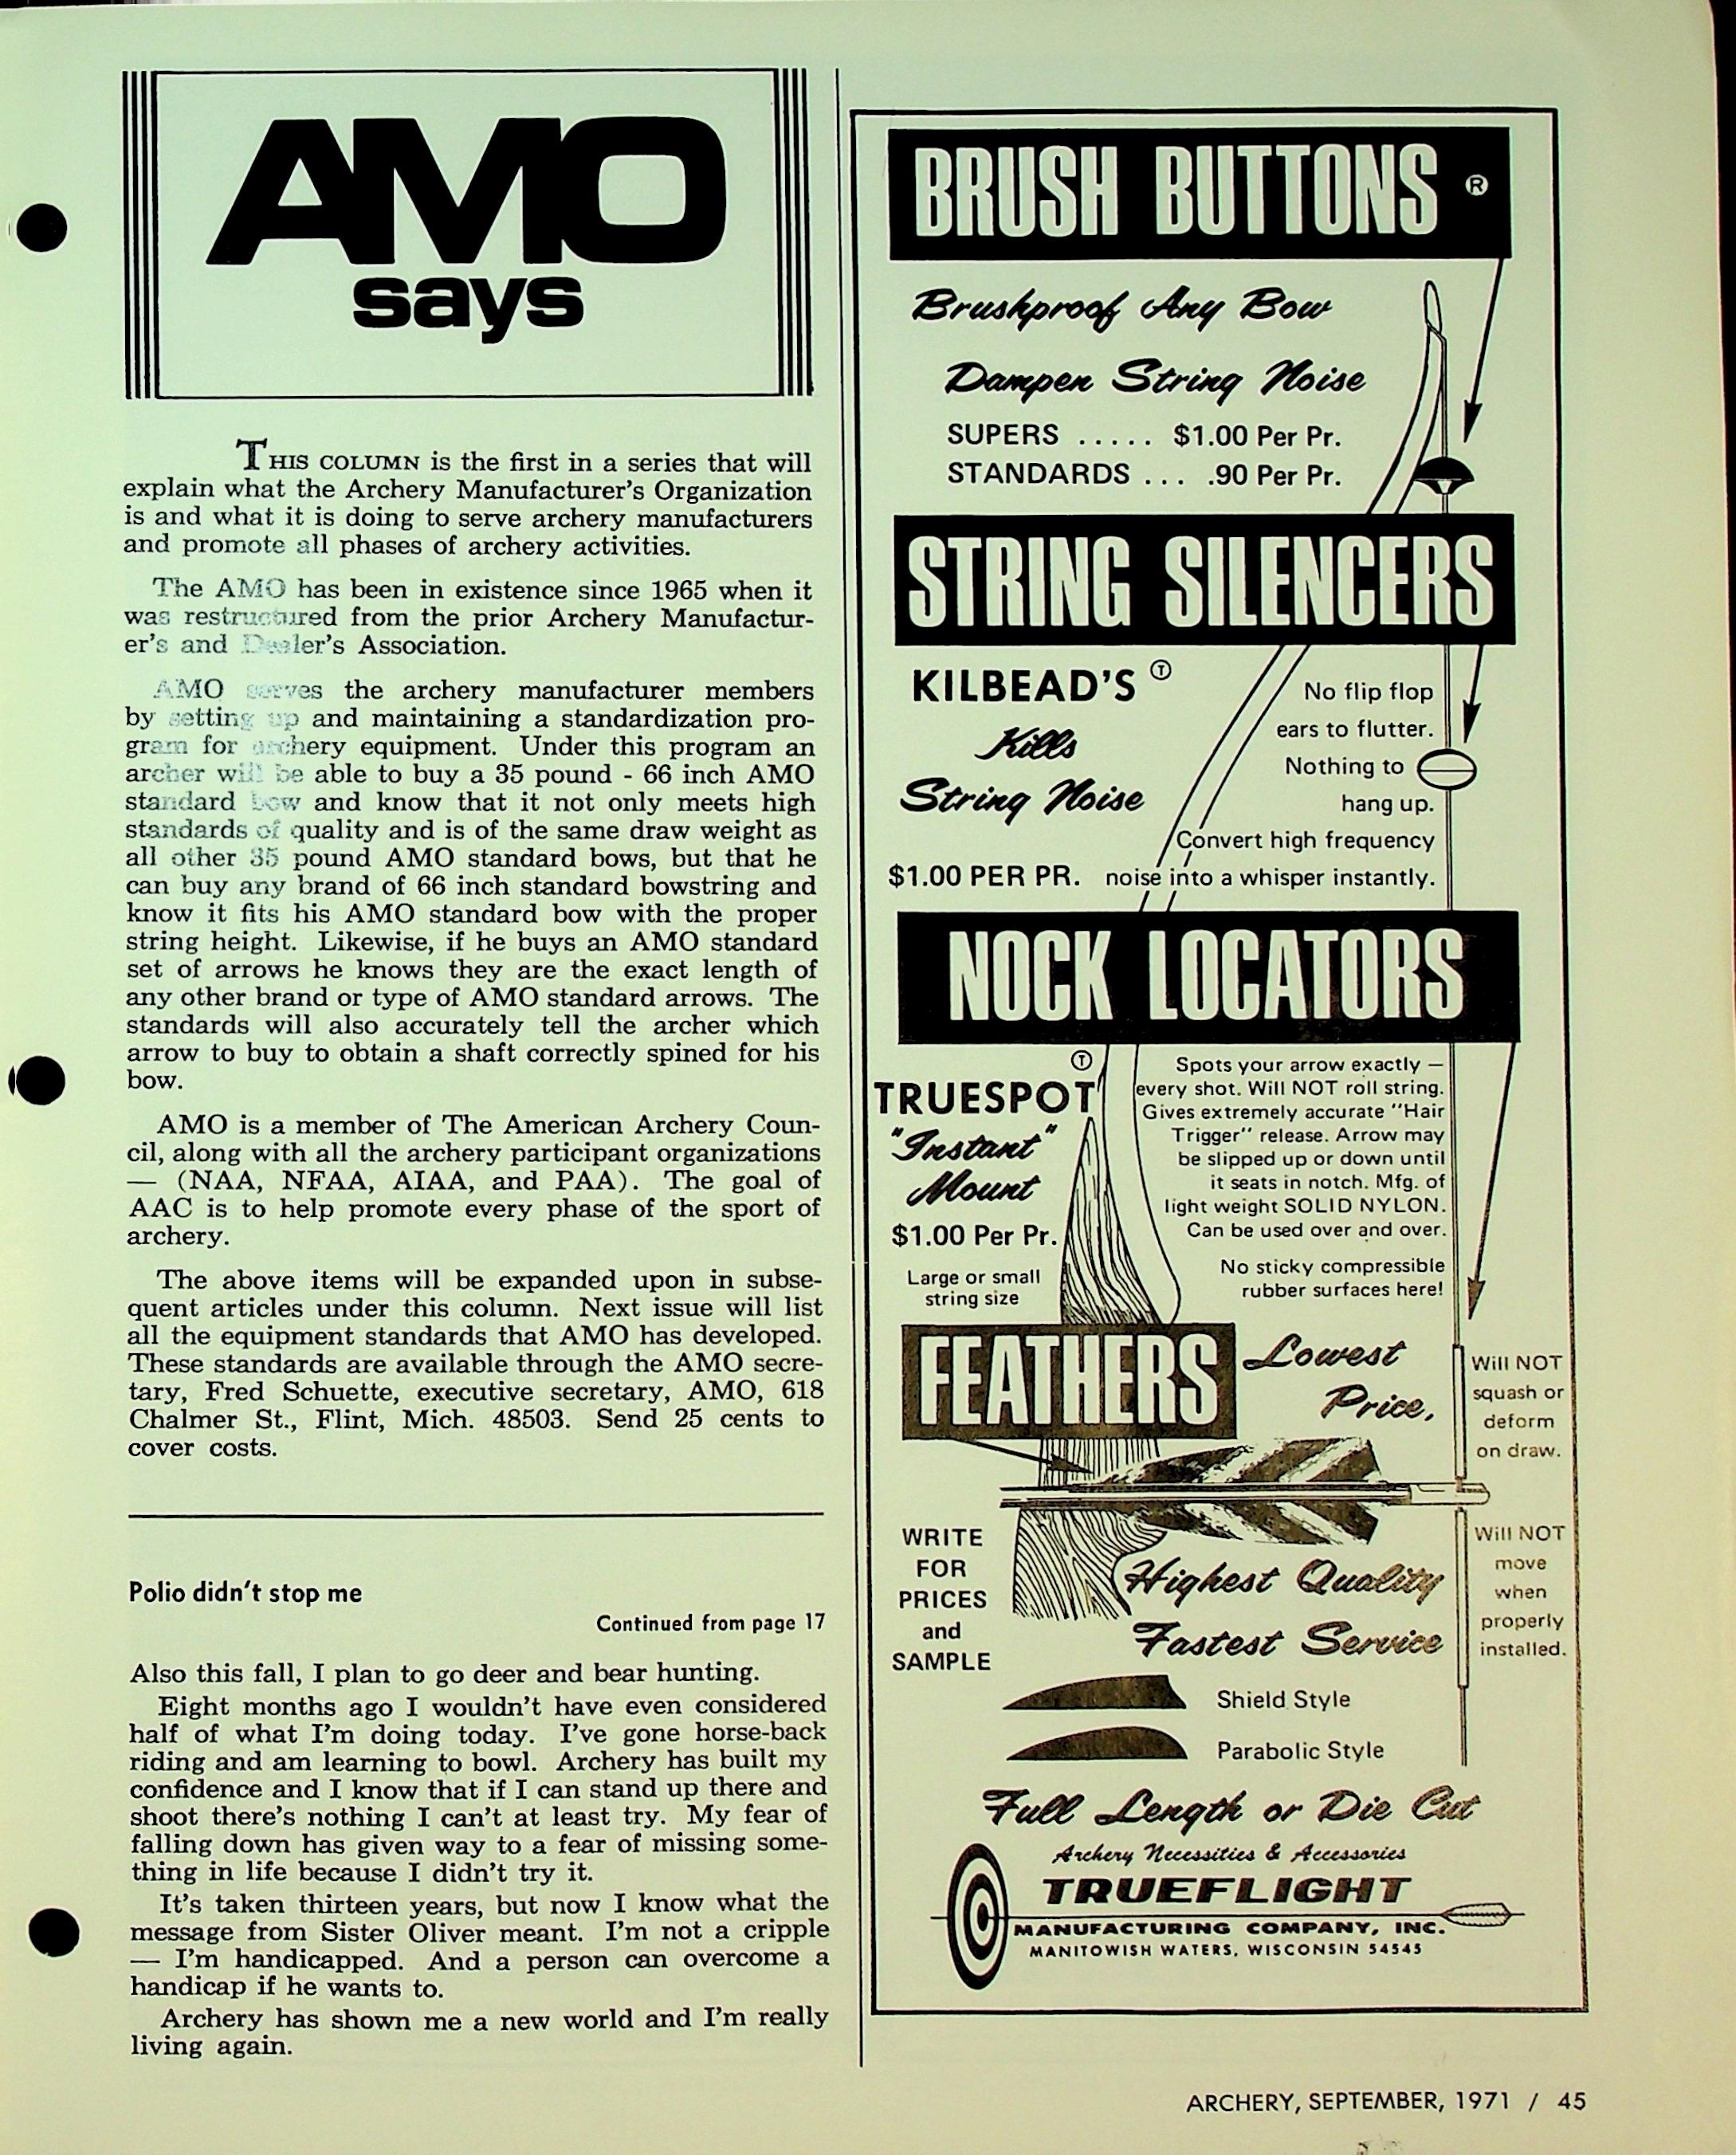 AMO
says
THIS COLUMN is the first in a series that will
explain what the Archery Manufacturer's Organization
is and what it is doing to serve archery manufacturers
and promote all phases of archery activities.
The AMO has been in existence since 1965 when it
was restructured from the prior Archery Manufactur-
er's and Dealer's Association.
AMO serves the archery manufacturer members
by setting up and maintaining a standardization pro-
gram for archery equipment. Under this program an
archer will be able to buy a 35 pound - 66 inch AMO
standard bow and know that it not only meets high
standards of quality and is of the same draw weight as
all other 35 pound AMO standard bows, but that he
can buy any brand of 66 inch standard bowstring and
know it fits his AMO standard bow with the proper
string height. Likewise, if he buys an AMO standard
set of arrows he knows they are the exact length of
any other brand or type of AMO standard arrows. The
standards will also accurately tell the archer which
arrow to buy to obtain a shaft correctly spined for his
bow.
AMO is a member of The American Archery Coun-
cil, along with all the archery participant organizations
— (NAA, NFAA, AIAA, and PAA). The goal of
AAC is to help promote every phase of the sport of
archery.
The above items will be expanded upon in subse-
quent articles under this column. Next issue will list
all the equipment standards that AMO has developed.
These standards are available through the AMO secre-
tary, Fred Schuette, executive secretary, AMO, 618
Chalmer St., Flint, Mich. 48503. Send 25 cents to
cover costs.
Polio didn't stop me
Continued from page 17
Also this fall, I plan to go deer and bear hunting.
Eight months ago I wouldn't have even considered
half of what I'm doing today. I've gone horse-back
riding and am learning to bowl. Archery has built my
confidence and I know that if I can stand up there and
shoot there's nothing I can't at least try. My fear of
falling down has given way to a fear of missing some-
thing in life because I didn't try it.
It's taken thirteen years, but now I know what the
message from Sister Oliver meant. I'm not a cripple
— I'm handicapped. And a person can overcome a
handicap if he wants to.
Archery has shown me a new world and I'm really
living again.
BRUSH BUTTONS ®
Brushproof Any Bow
Dampen String Noise
SUPERS ..... $1.00 Per Pr.
STANDARDS ... .90 Per Pr.
STRING SILENCERS
KILBEAD'S Ⓣ
Kills
String Noise
$1.00 PER PR.
No flip flop
ears to flutter.
Nothing to
hang up.
Convert high frequency
noise into a whisper instantly.
NOCK LOCATORS
Ⓣ
TRUESPOT
"Instant"
Mount
$1.00 Per Pr.
Large or small
string size
Spots your arrow exactly —
every shot. Will NOT roll string.
Gives extremely accurate "Hair
Trigger" release. Arrow may
be slipped up or down until
it seats in notch. Mfg. of
light weight SOLID NYLON.
Can be used over and over.
No sticky compressible
rubber surfaces here!
FEATHERS
Lowest
Price,
Will NOT
squash or
deform
on draw.
WRITE
FOR
PRICES
and
SAMPLE
Highest Quality
Fastest Service
Will NOT
move
when
properly
installed.
Shield Style
Parabolic Style
Full Length or Die Cut
Archery Necessities & Accessories
TRUEFLIGHT
MANUFACTURING COMPANY, INC.
MANITOWISH WATERS, WISCONSIN 54545
ARCHERY, SEPTEMBER, 1971 / 45